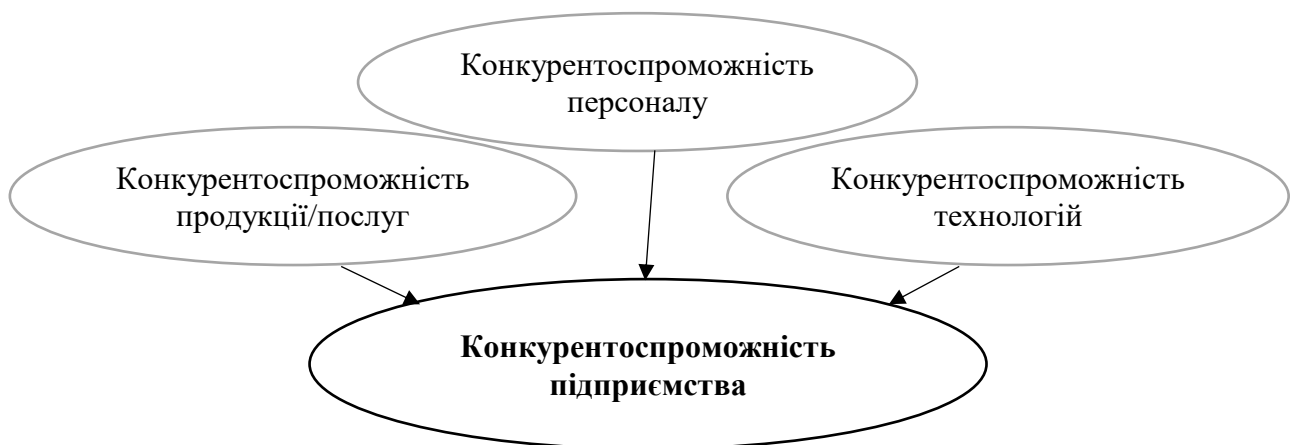 Конкурентоспроможність
персоналу
Конкурентоспроможність
продукції/послуг
Конкурентоспроможність
технологій
Конкурентоспроможність
підприємства